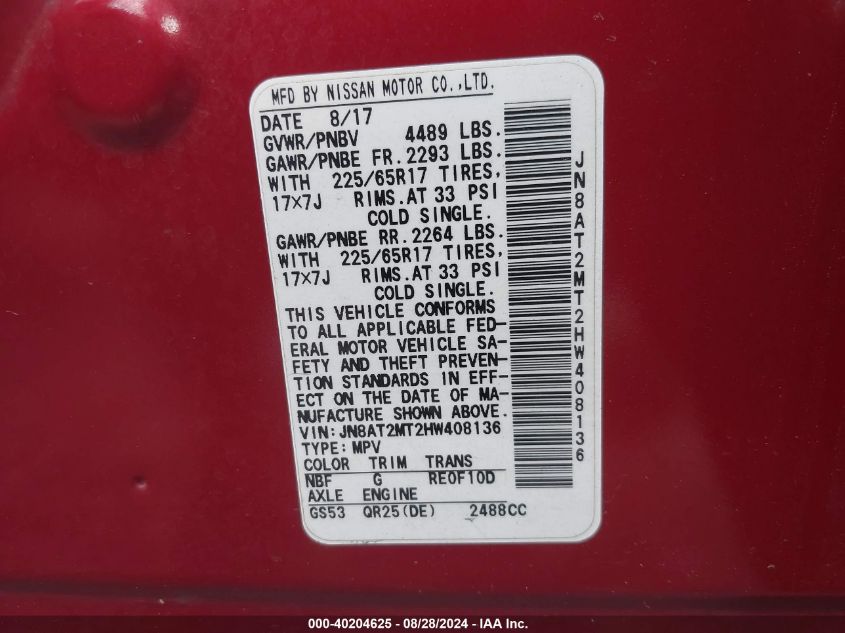 MFD BY NISSAN MOTOR CO.,LTD.
DATE 8/17
GVWR/PNBV 4489 LBS.
GAWR/PNBE FR.2293 LBS.
WITH 225/65R17 TIRES,
17×7J RIMS.AT 33 PSI
COLD SINGLE.
GAWR/PNBE RR.2264 LBS.
WITH 225/65R17 TIRES,
17×7J RIMS.AT 33 PSI
COLD SINGLE.
THIS VEHICLE CONFORMS
TO ALL APPLICABLE FED-
ERAL MOTOR VEHICLE SA-
FETY AND THEFT PREVEN-
TION STANDARDS IN EFF-
ECT ON THE DATE OF MA-
NUFACTURE SHOWN ABOVE.
VIN:JN8AT2MT2HW408136
TYPE:MPV
COLOR TRIM TRANS
NBF G RE0F10D
AXLE ENGINE
GS53 QR25(DE) 2488CC
JN8AT2MT2HW408136
000-40204625 - 08/28/2024 - IAA Inc.